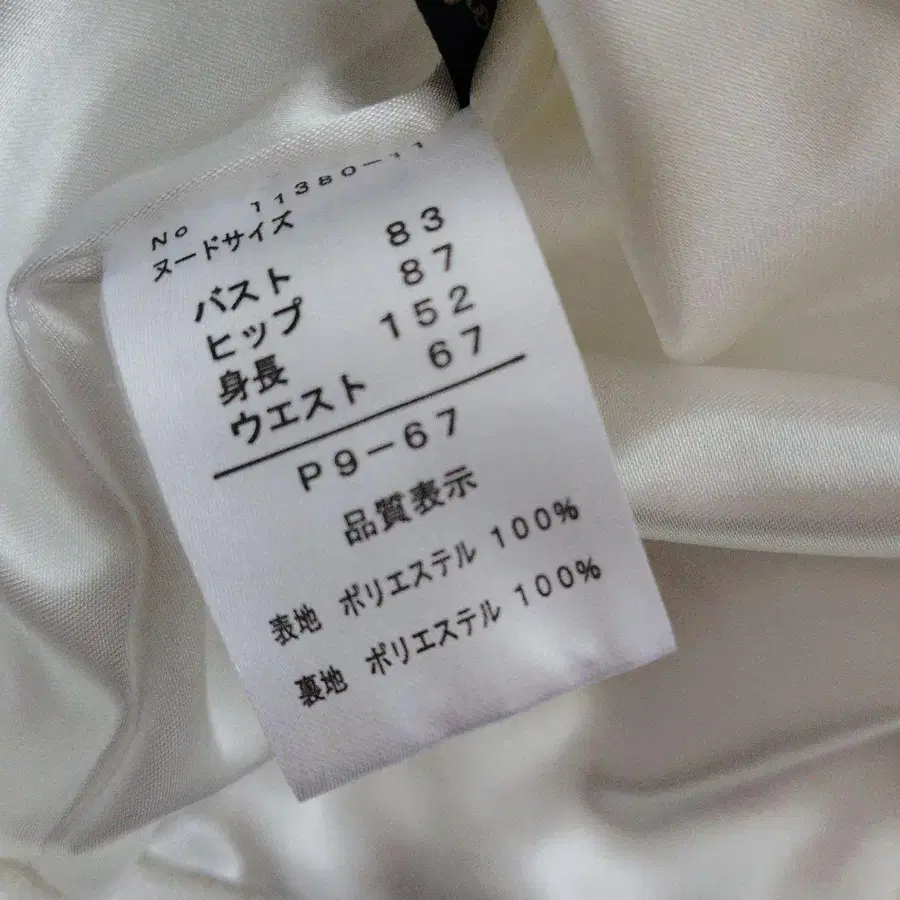 No 11380-11
ヌードサイズ
バスト 83
ヒップ 87
身長 152
ウエスト 67
P9-67
品質表示
表地 ポリエステル 100%
裏地 ポリエステル 100%